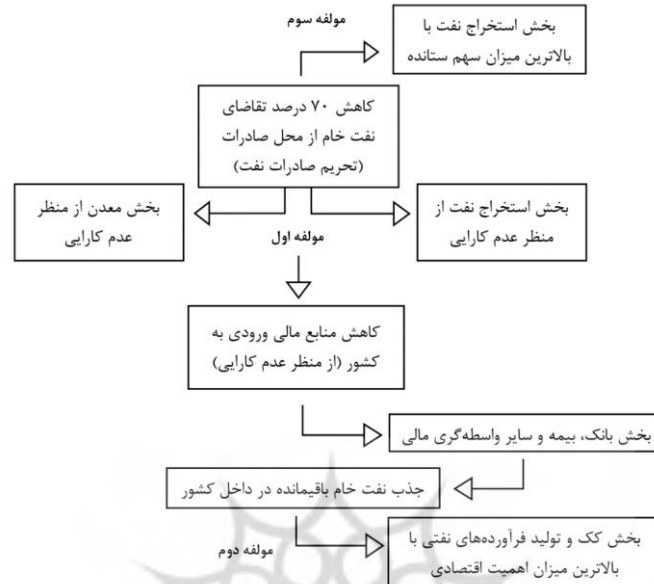 مولفه سوم
بخش استخراج نفت با
بالاترین میزان سهم ستانده
کاهش ۷۰ درصد تقاضای
نفت خام از محل صادرات
(تحریم صادرات نفت)
بخش استخراج نفت از
منظر عدم کارایی
بخش معدن از منظر
عدم کارایی
مولفه اول
کاهش منابع مالی ورودی به
کشور (از منظر عدم کارایی)
بخش بانک، بیمه و سایر واسطه‌گری مالی
جذب نفت خام باقیمانده در داخل کشور
بخش کک و تولید فرآورده‌های نفتی با
بالاترین میزان اهمیت اقتصادی
مولفه دوم